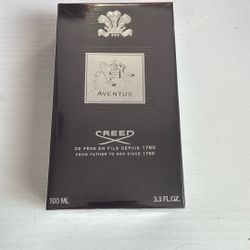 AVENTUS
CREED
DE PÈRE EN FILS DEPUIS 1760
FROM FATHER TO SON SINCE 1760
100 ML 3.3 FL.OZ.